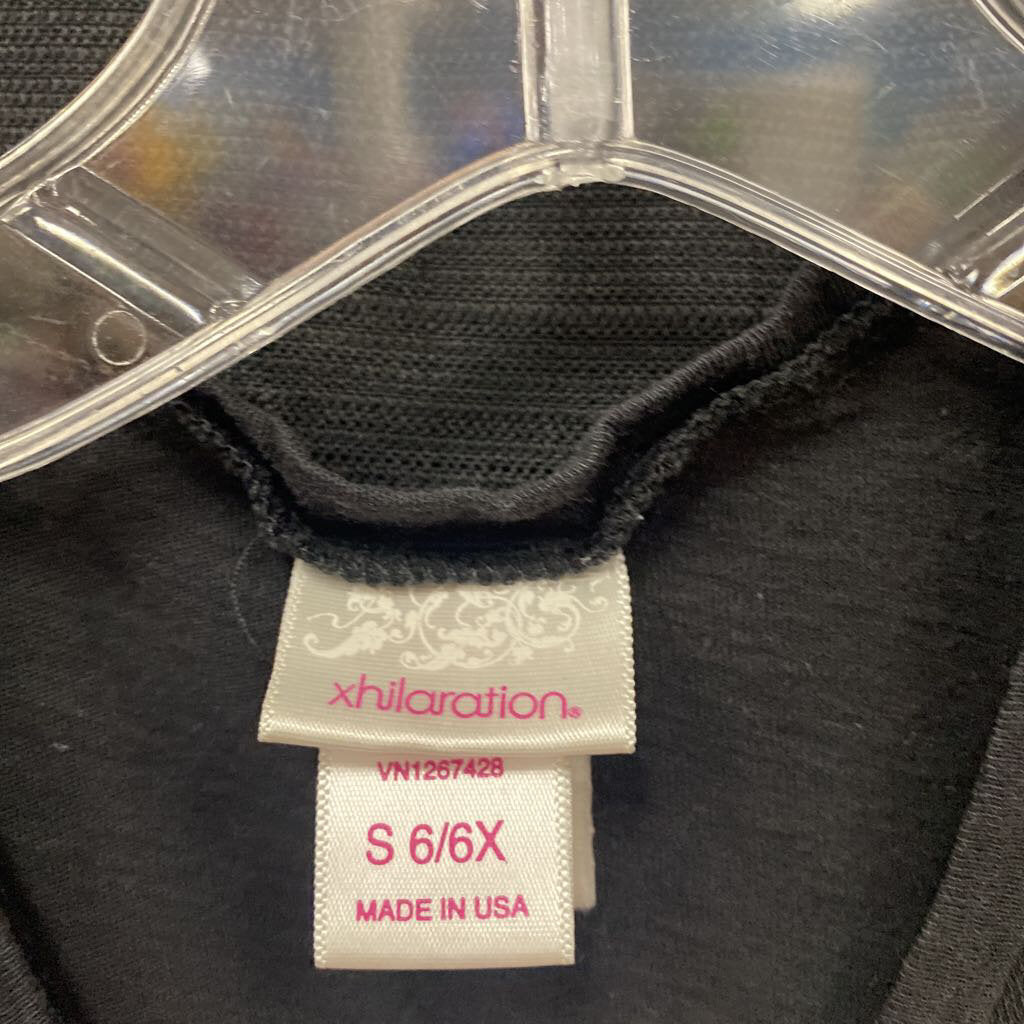 xhilaration®
VN1267428
S 6/6X
MADE IN USA